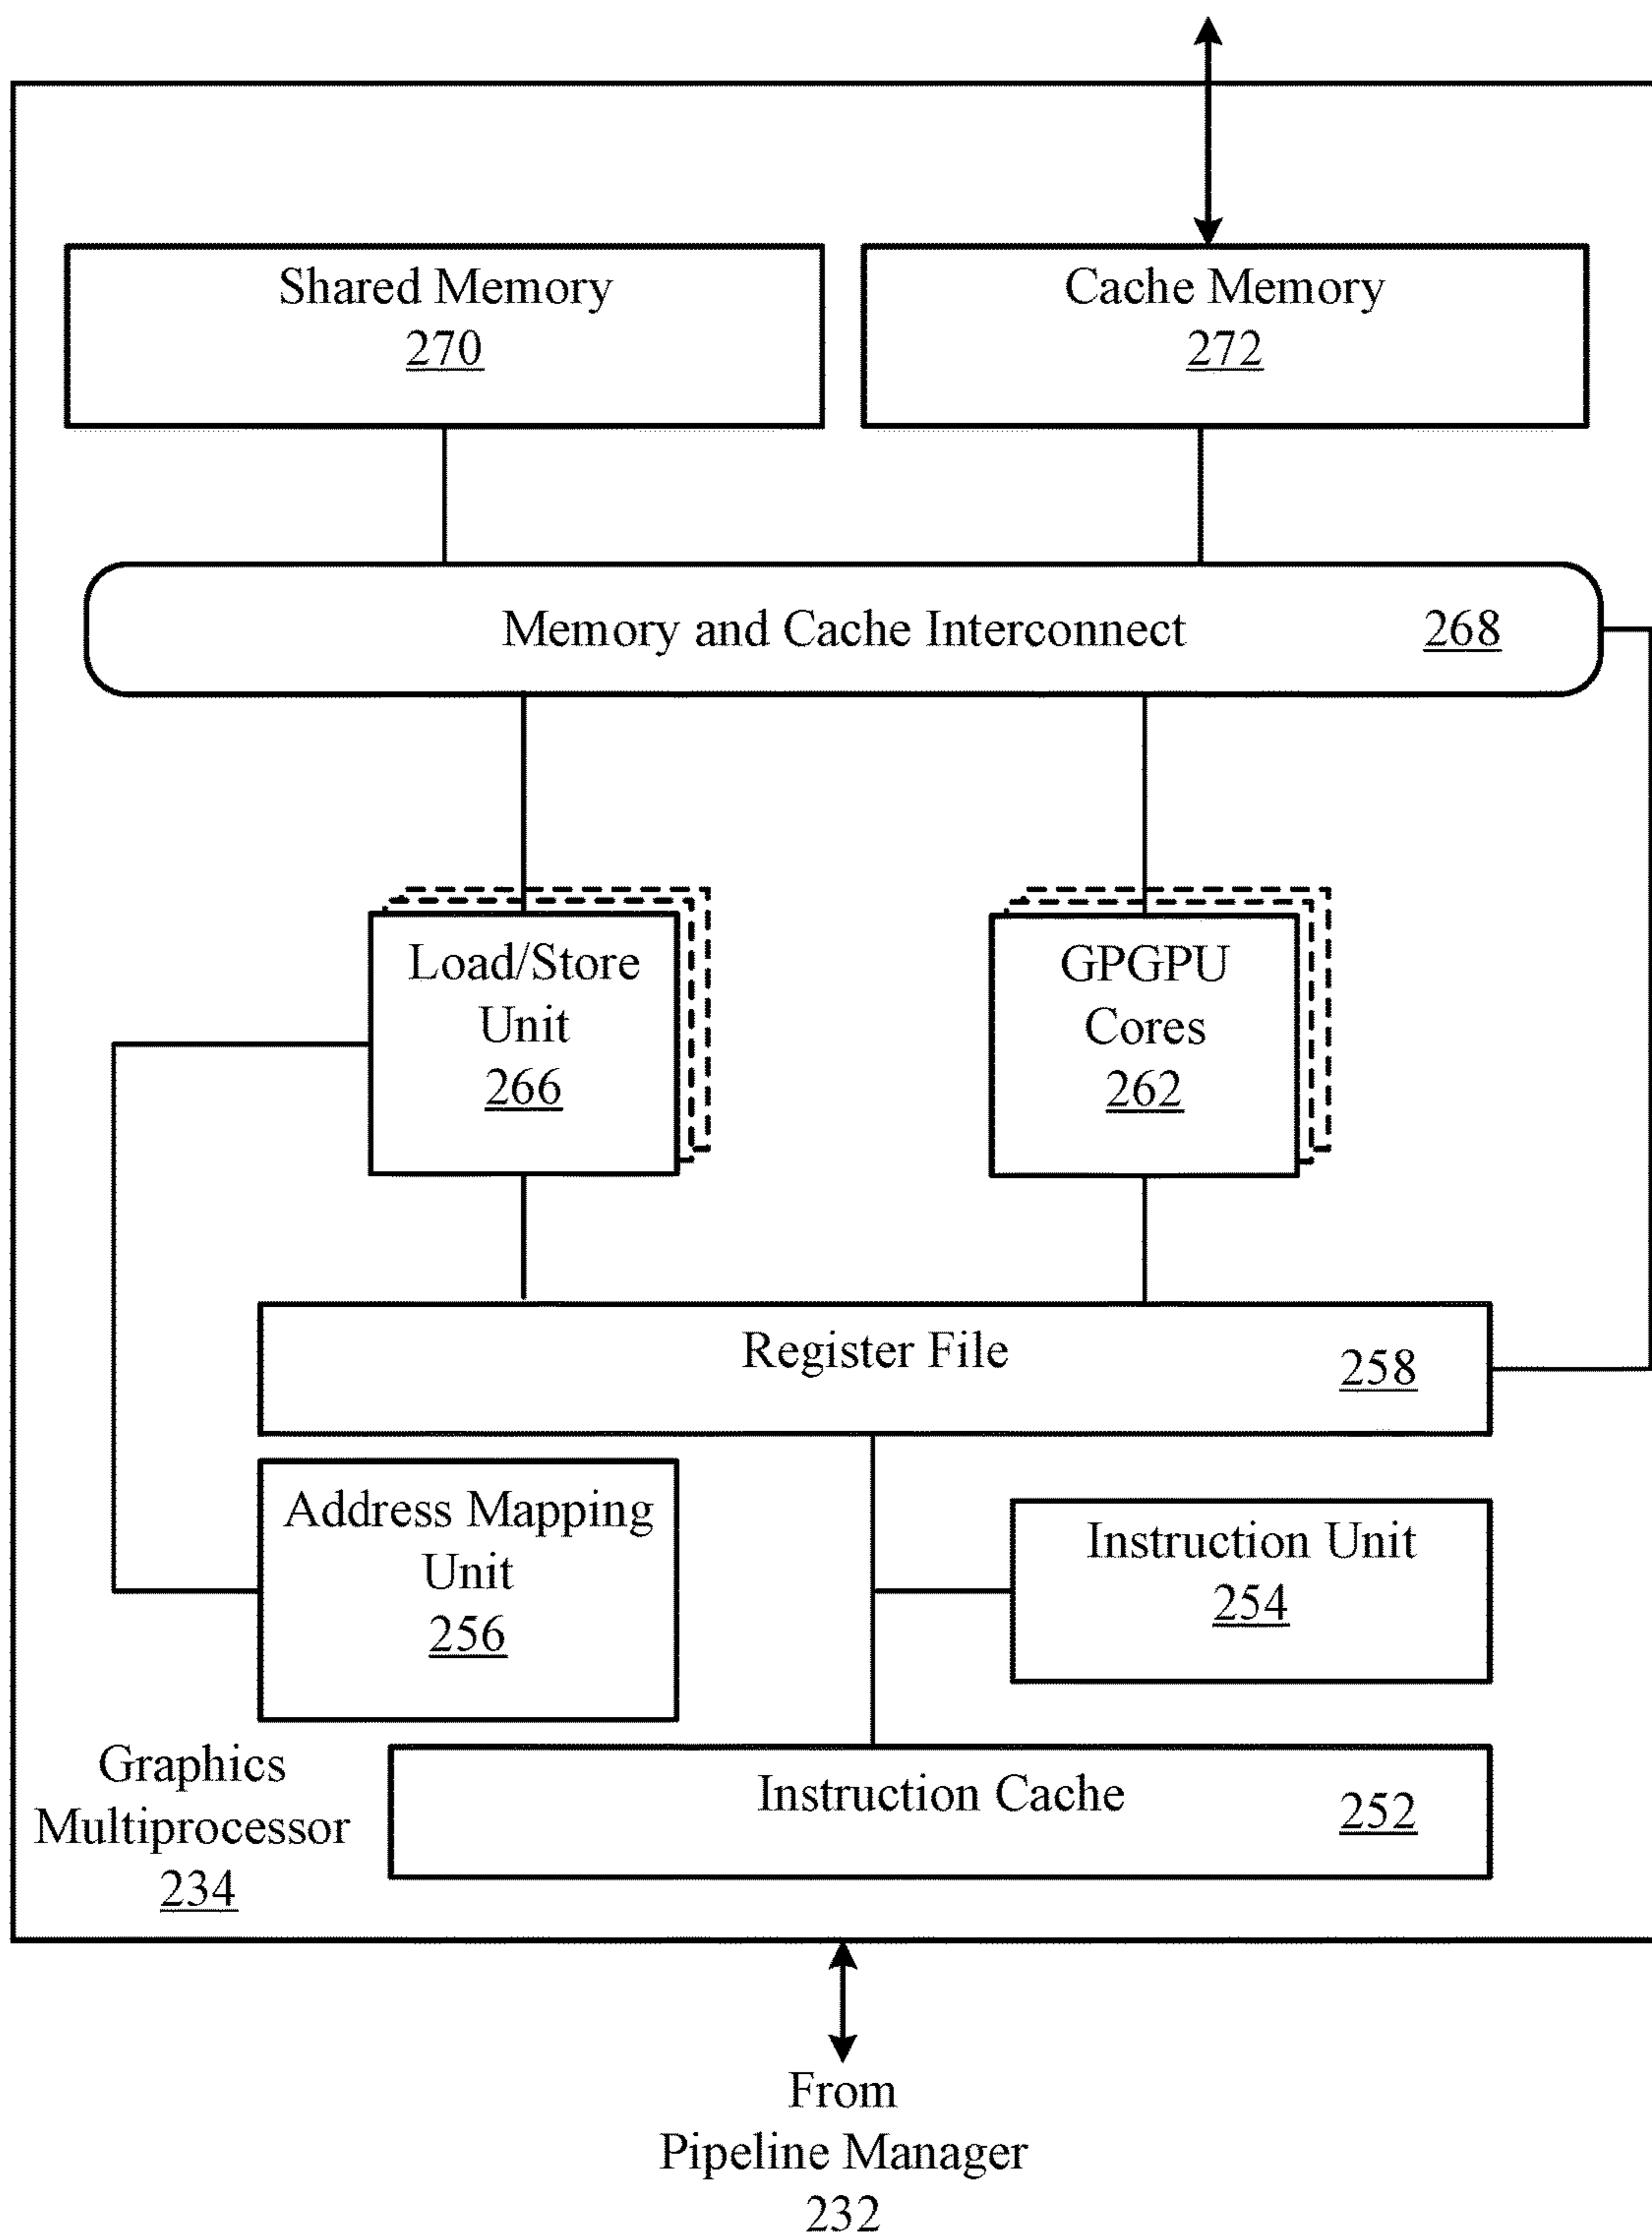 Shared Memory
270
Cache Memory
272
Memory and Cache Interconnect 268
Load/Store
Unit
266
GPGPU
Cores
262
Register File 258
Address Mapping
Unit
256
Instruction Unit
254
Graphics
Multiprocessor
234
Instruction Cache 252
From
Pipeline Manager
232